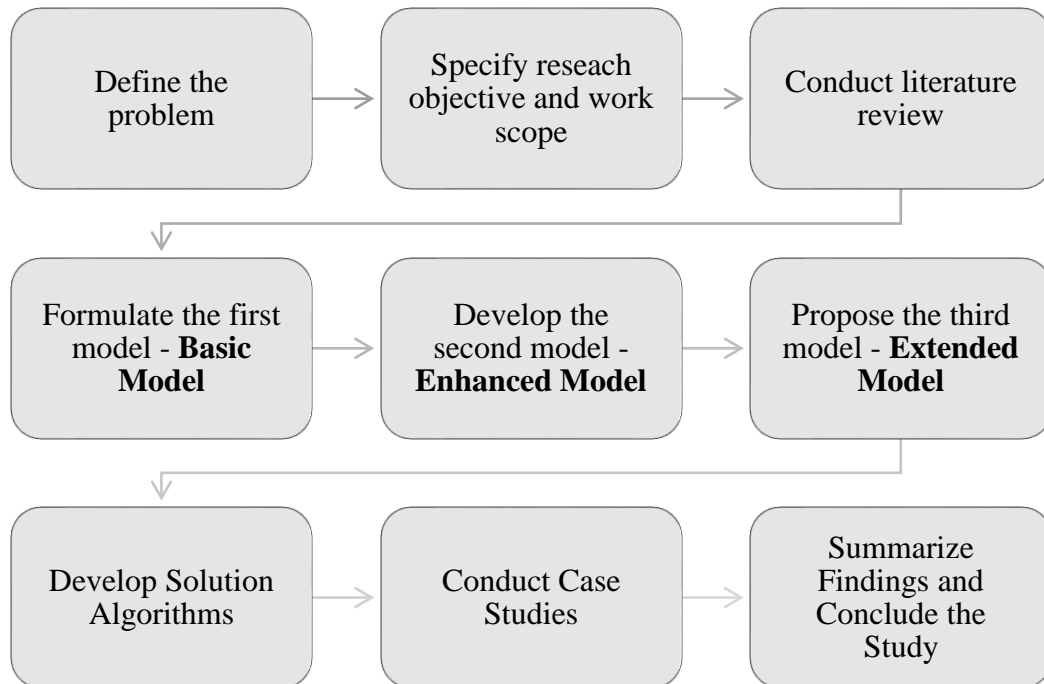 Define the
problem
Specify reseach
objective and work
scope
Conduct literature
review
Formulate the first
model - Basic
Model
Develop the
second model -
Enhanced Model
Propose the third
model - Extended
Model
Develop Solution
Algorithms
Conduct Case
Studies
Summarize
Findings and
Conclude the
Study